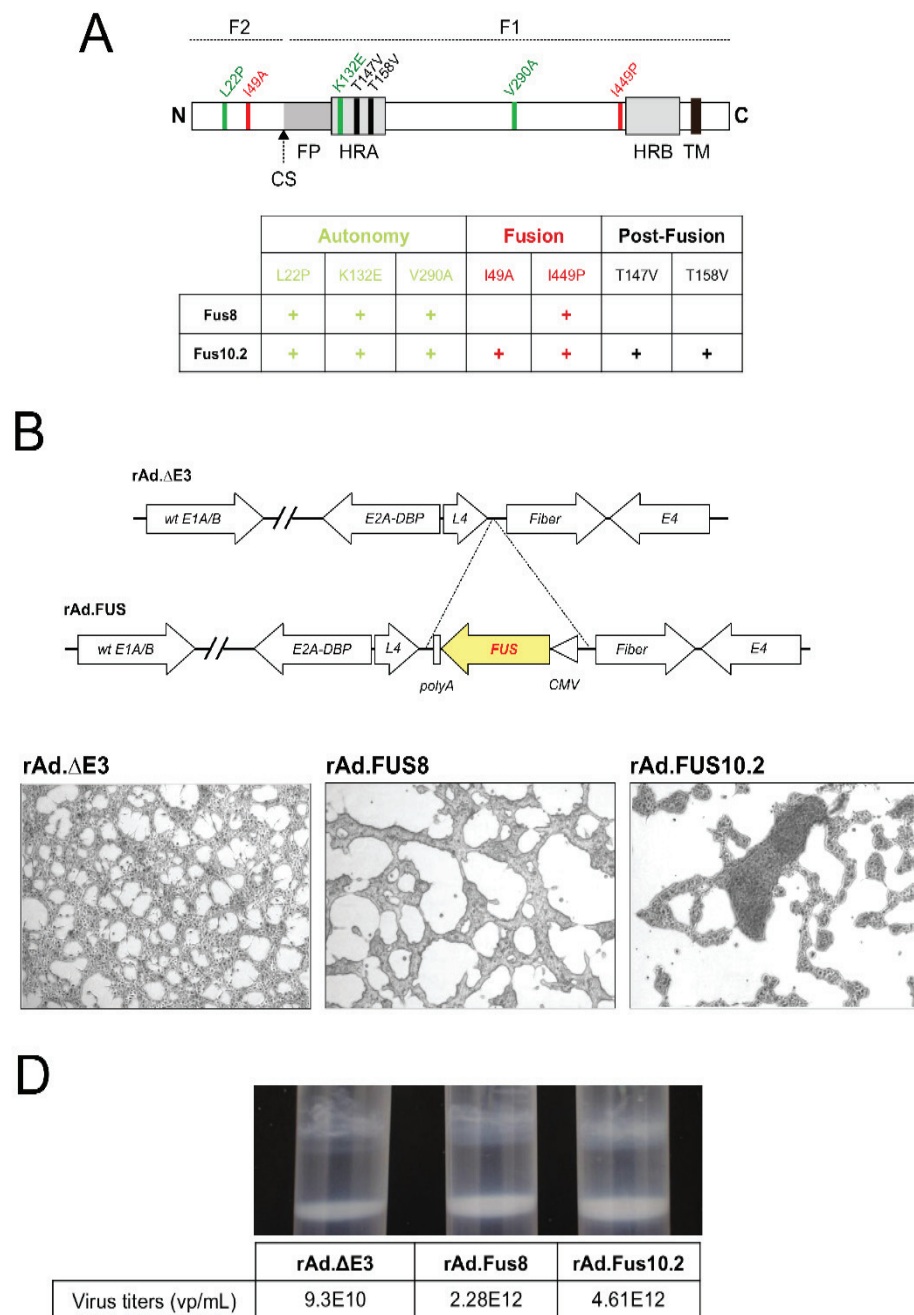 A
F2 F1
L22P I49A K132E T147V T158V V290A I449P
N C
FP HRA HRB TM
CS
Autonomy Fusion Post-Fusion
L22P K132E V290A I49A I449P T147V T158V
Fus8 + + + +
Fus10.2 + + + + + + +
B
rAd.ΔE3
wt E1A/B E2A-DBP L4 Fiber E4
rAd.FUS
wt E1A/B E2A-DBP L4 FUS Fiber E4
polyA CMV
rAd.ΔE3 rAd.FUS8 rAd.FUS10.2
D
rAd.ΔE3 rAd.Fus8 rAd.Fus10.2
Virus titers (vp/mL) 9.3E10 2.28E12 4.61E12